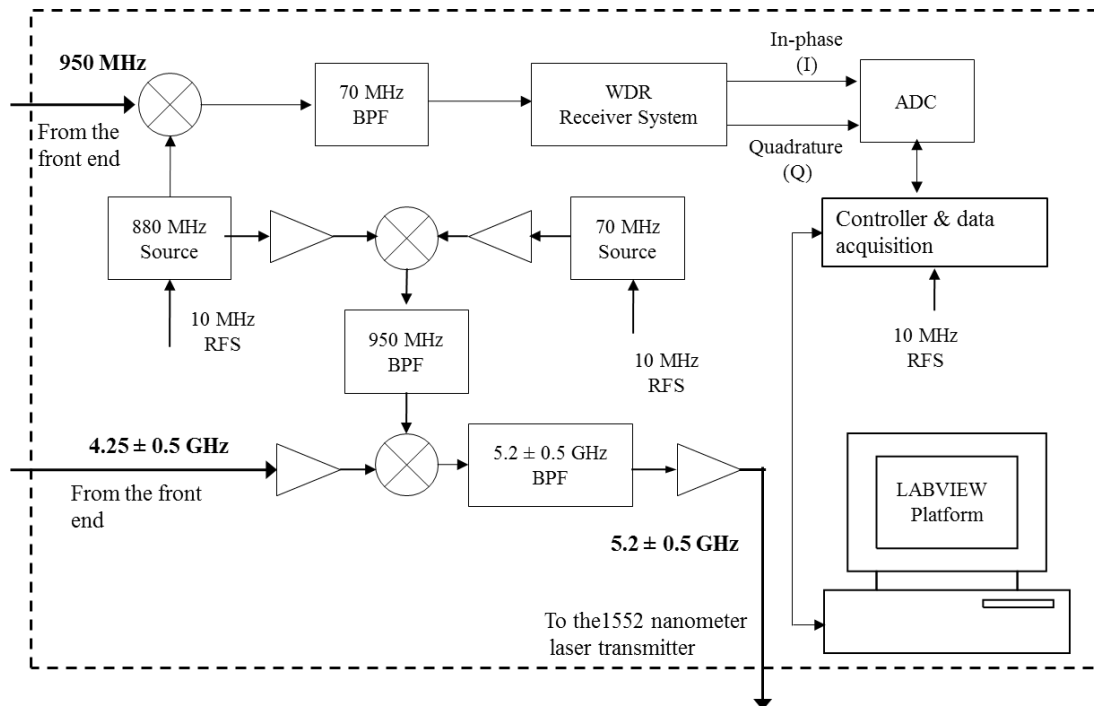 950 MHz
From the
front end
70 MHz
BPF
WDR
Receiver System
In-phase
(I)
Quadrature
(Q)
ADC
880 MHz
Source
70 MHz
Source
Controller & data
acquisition
10 MHz
RFS
950 MHz
BPF
10 MHz
RFS
10 MHz
RFS
4.25 ± 0.5 GHz
From the front
end
5.2 ± 0.5 GHz
BPF
5.2 ± 0.5 GHz
LABVIEW
Platform
To the1552 nanometer
laser transmitter